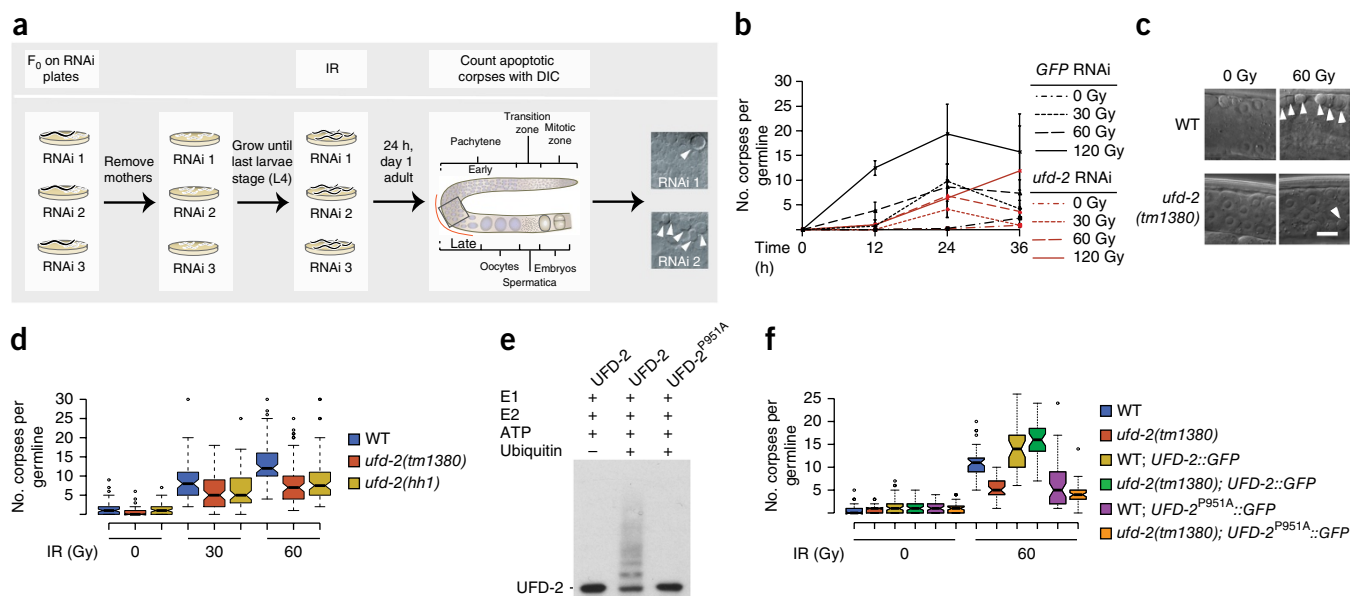 a
F0 on RNAi
plates
IR
Count apoptotic
corpses with DIC
RNAi 1
RNAi 2
RNAi 3
Remove
mothers
RNAi 1
RNAi 2
RNAi 3
Grow until
last larvae
stage (L4)
RNAi 1
RNAi 2
RNAi 3
24 h,
day 1
adult
Transition
zone
Mitotic
zone
Pachytene
Early
Late
Oocytes
Embryos
Spermatica
RNAi 1
RNAi 2
b
No. corpses per
germline
30
25
20
15
10
5
Time
(h)
0
12
24
36
GFP RNAi
0 Gy
30 Gy
60 Gy
120 Gy
ufd-2 RNAi
0 Gy
30 Gy
60 Gy
120 Gy
c
0 Gy
60 Gy
WT
ufd-2
(tm1380)
d
No. corpses per
germline
30
25
20
15
10
5
IR (Gy)
0
30
60
WT
ufd-2(tm1380)
ufd-2(hh1)
e
UFD-2
UFD-2
UFD-2P951A
E1 + + +
E2 + + +
ATP + + +
Ubiquitin – + +
UFD-2 -
f
No. corpses per
germline
25
20
15
10
5
IR (Gy)
0
60
WT
ufd-2(tm1380)
WT; UFD-2::GFP
ufd-2(tm1380); UFD-2::GFP
WT; UFD-2P951A::GFP
ufd-2(tm1380); UFD-2P951A::GFP